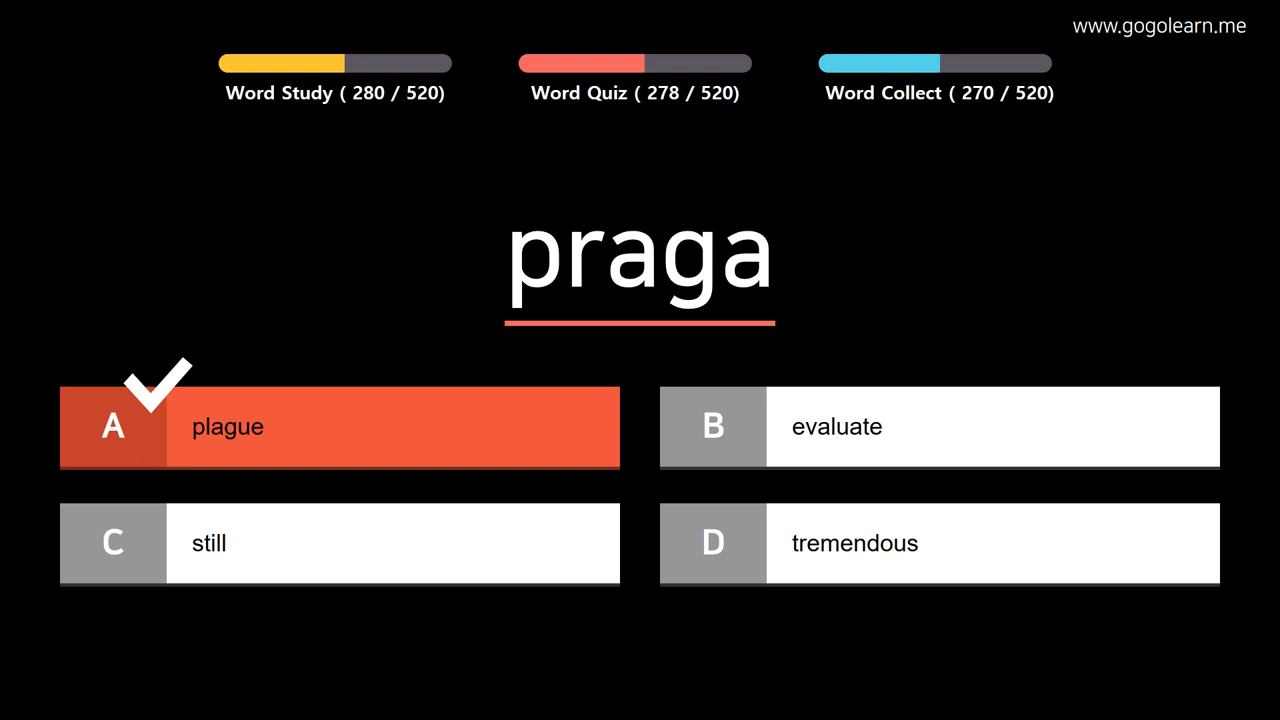 www.gogolearn.me
Word Study ( 280 / 520)
Word Quiz ( 278 / 520)
Word Collect ( 270 / 520)
praga
A plague
B evaluate
C still
D tremendous